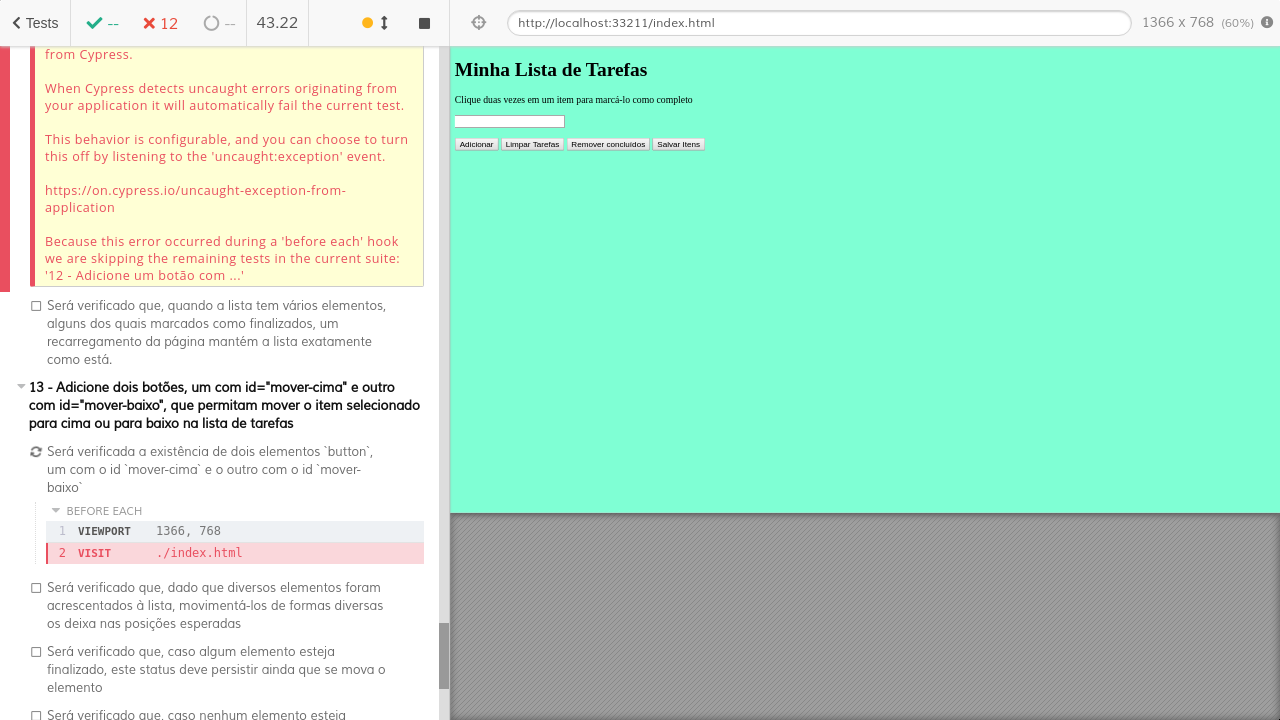 Tests
--
12
--
43.22
http://localhost:33211/index.html
1366 x 768 (60%)
from Cypress.
When Cypress detects uncaught errors originating from
your application it will automatically fail the current test.
This behavior is configurable, and you can choose to turn
this off by listening to the 'uncaught:exception' event.
https://on.cypress.io/uncaught-exception-from-
application
Because this error occurred during a 'before each' hook
we are skipping the remaining tests in the current suite:
'12 - Adicione um botão com ...'
Será verificado que, quando a lista tem vários elementos,
alguns dos quais marcados como finalizados, um
recarregamento da página mantém a lista exatamente
como está.
13 - Adicione dois botões, um com id="mover-cima" e outro
com id="mover-baixo", que permitam mover o item selecionado
para cima ou para baixo na lista de tarefas
Será verificada a existência de dois elementos `button`,
um com o id `mover-cima` e o outro com o id `mover-
baixo`
BEFORE EACH
1 VIEWPORT 1366, 768
2 VISIT ./index.html
Será verificado que, dado que diversos elementos foram
acrescentados à lista, movimentá-los de formas diversas
os deixa nas posições esperadas
Será verificado que, caso algum elemento esteja
finalizado, este status deve persistir ainda que se mova o
elemento
Será verificado que, caso nenhum elemento esteja
Minha Lista de Tarefas
Clique duas vezes em um item para marcá-lo como completo
Adicionar Limpar Tarefas Remover concluídos Salvar Itens